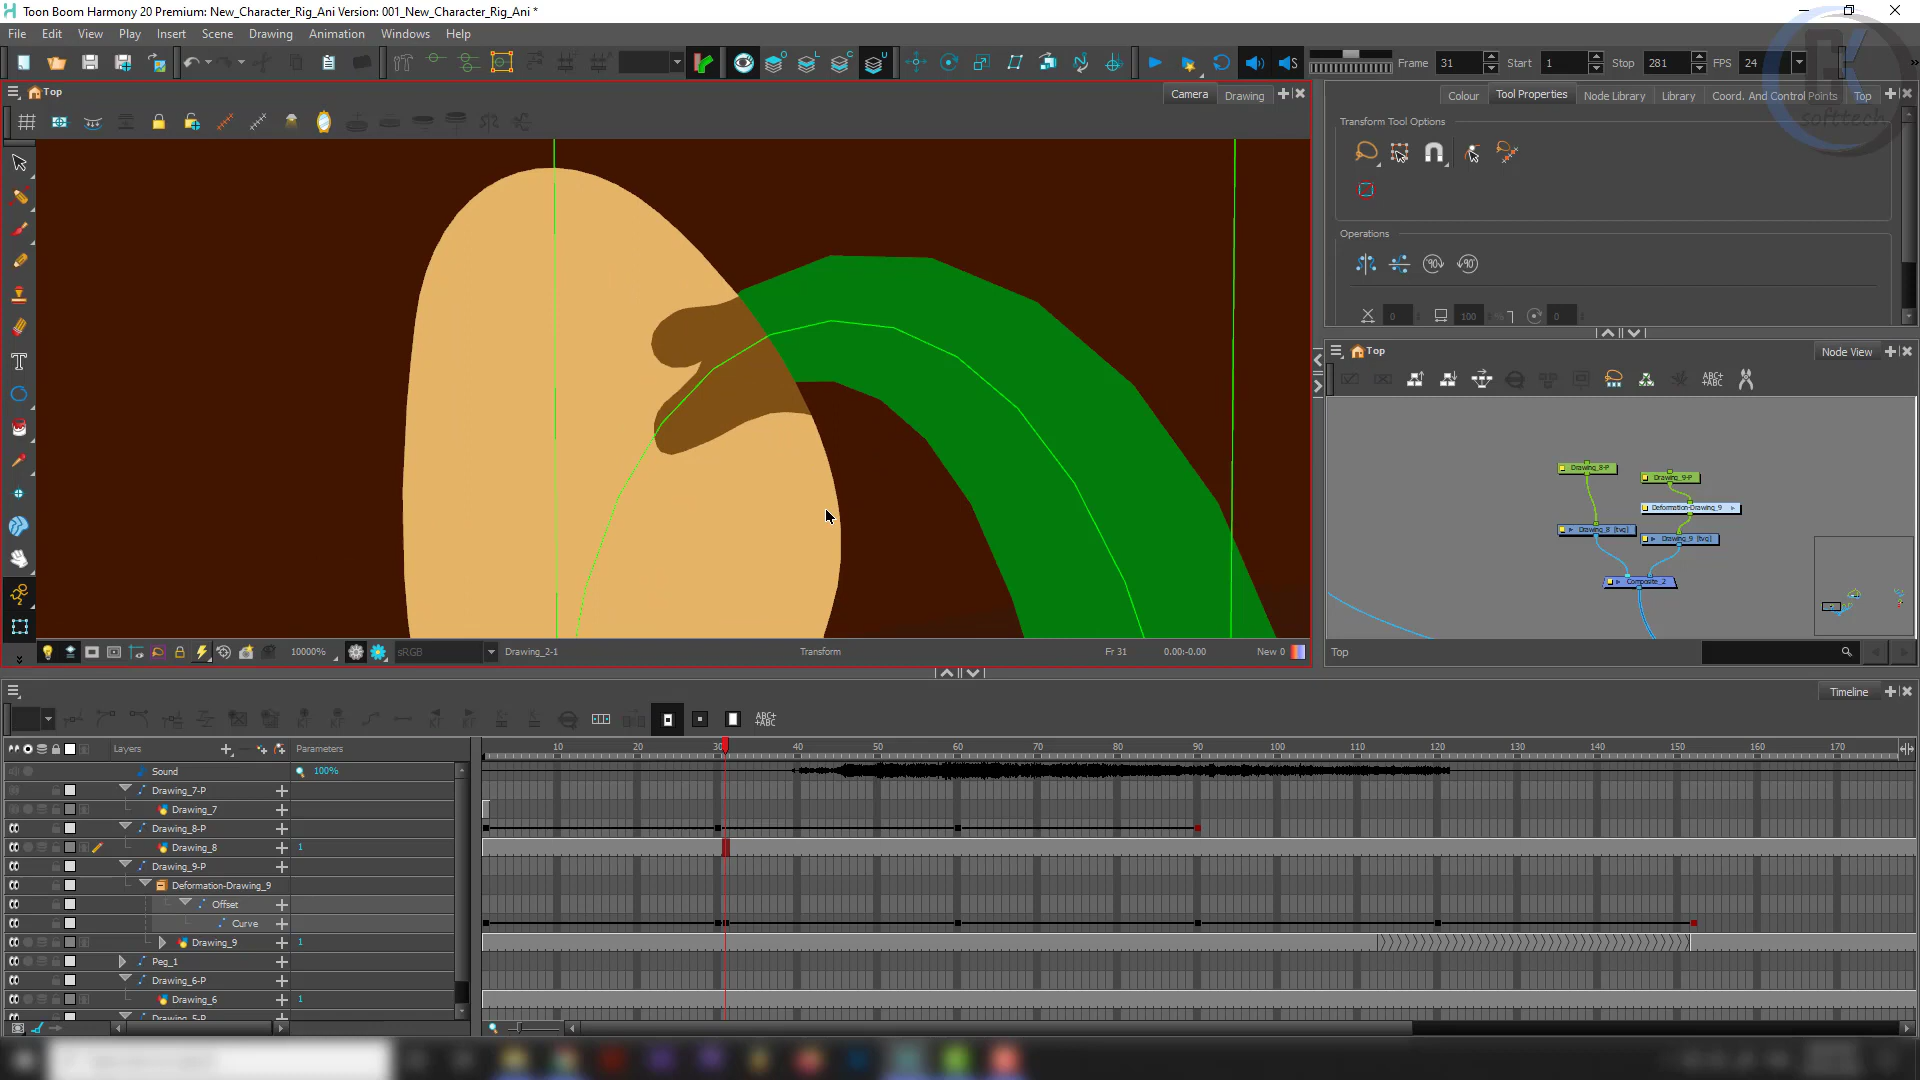 Toon Boom Harmony 20 Premium: New_Character_Rig_Ani Version: 001_New_Character_Rig_Ani *
File Edit View Play Insert Scene Drawing Animation Windows Help
Frame 31 Start 1 Stop 281 FPS 24
Top Camera Drawing
Colour Tool Properties Node Library Library Coord. And Control Points Top
softtech
Transform Tool Options
Operations
0 100 % 0
Top Node View
ABC+
+ABC
Drawing_8-P
Drawing_9-P
Deformation-Drawing_9
Drawing_8 [tvg]
Drawing_9 [tvg]
Composite_2
10000% sRGB Drawing_2-1 Transform Fr 31 0.00:-0.00 New 0
Top
Timeline
ABC+
+ABC
Layers Parameters
10 20 30 40 50 60 70 80 90 100 110 120 130 140 150 160 170
Sound 100%
Drawing_7-P
Drawing_7
Drawing_8-P
Drawing_8 1
Drawing_9-P
Deformation-Drawing_9
Offset
Curve
Drawing_9 1
Peg_1
Drawing_6-P
Drawing_6 1
Drawing_5-P